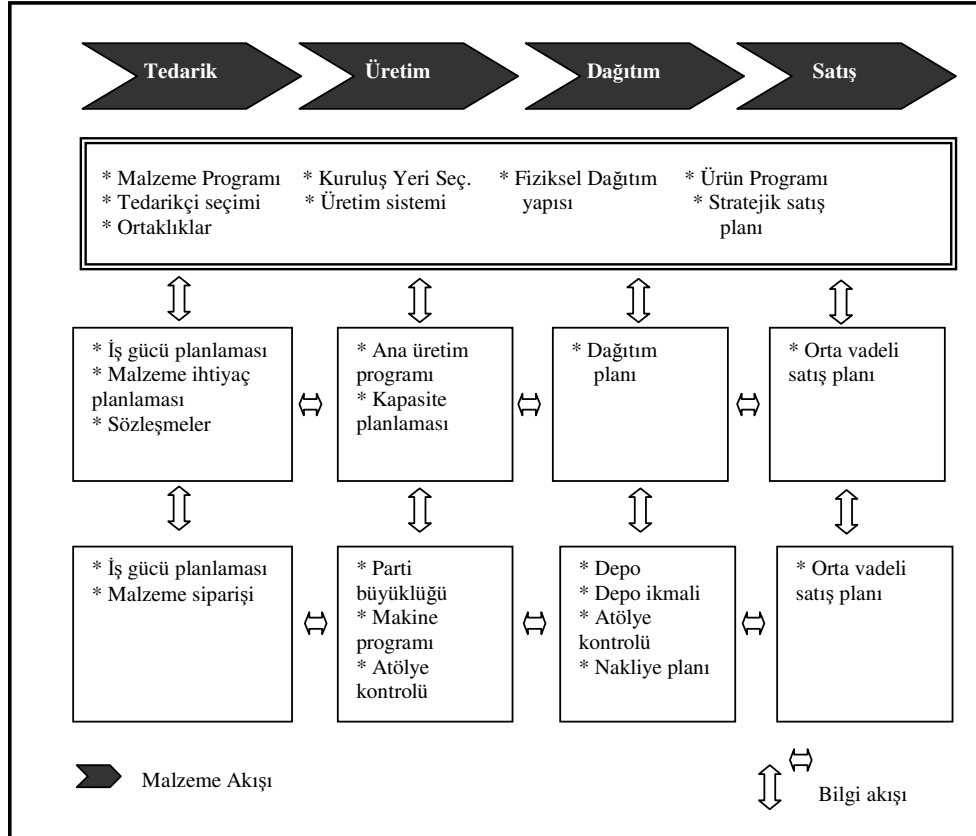 Tedarik
Üretim
Dağıtım
Satış
* Malzeme Programı
* Tedarikçi seçimi
* Ortaklıklar
* Kuruluş Yeri Seç.
* Üretim sistemi
* Fiziksel Dağıtım
yapısı
* Ürün Programı
* Stratejik satış
planı
* İş gücü planlaması
* Malzeme ihtiyaç
planlaması
* Sözleşmeler
* Ana üretim
programı
* Kapasite
planlaması
* Dağıtım
planı
* Orta vadeli
satış planı
* İş gücü planlaması
* Malzeme siparişi
* Parti
büyüklüğü
* Makine
programı
* Atölye
kontrolü
* Depo
* Depo ikmali
* Atölye
kontrolü
* Nakliye planı
* Orta vadeli
satış planı
Malzeme Akışı
Bilgi akışı